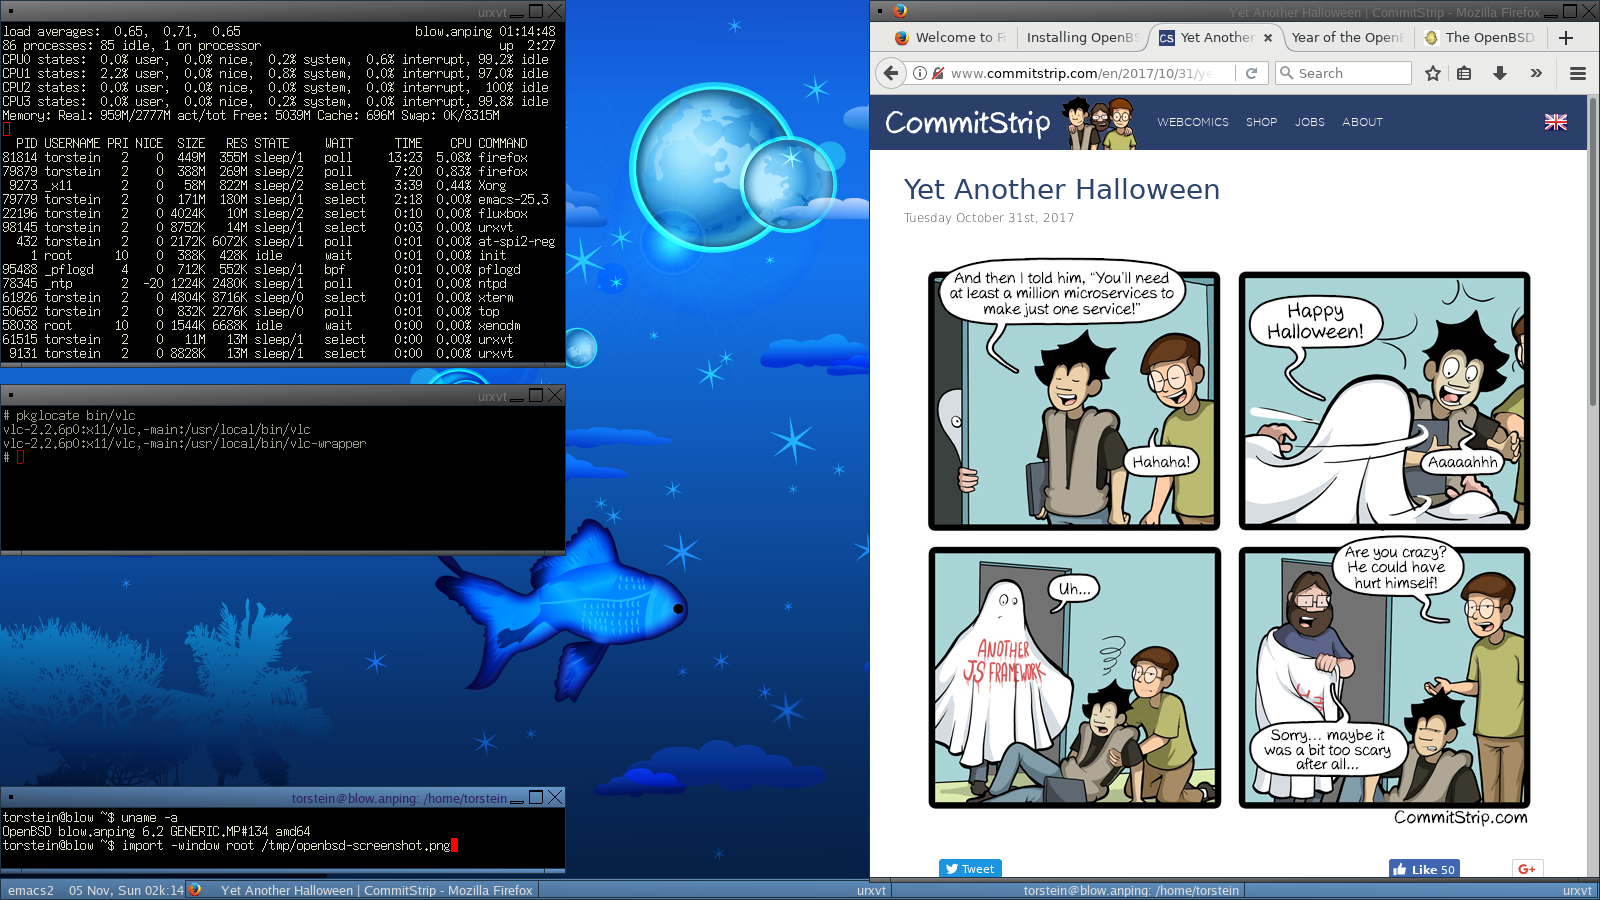 urxvt
load averages:  0.65,  0.71,  0.65    blow.anping 01:14:48
86 processes: 85 idle, 1 on processor    up  2:27
CPU0 states:  0.0% user,  0.0% nice,  0.2% system,  0.6% interrupt, 99.2% idle
CPU1 states:  2.2% user,  0.0% nice,  0.8% system,  0.0% interrupt, 97.0% idle
CPU2 states:  0.0% user,  0.0% nice,  0.0% system,  0.0% interrupt,  100% idle
CPU3 states:  0.0% user,  0.0% nice,  0.2% system,  0.0% interrupt, 99.8% idle
Memory: Real: 959M/2777M act/tot Free: 5039M Cache: 696M Swap: 0K/8315M
PID USERNAME PRI NICE  SIZE   RES STATE     WAIT      TIME    CPU COMMAND
81814 torstein   2    0  449M  355M sleep/1   poll     13:23  5.08% firefox
79879 torstein   2    0  388M  269M sleep/2   poll      7:20  0.83% firefox
9273 _x11       2    0   58M  822M sleep/2   select    3:39  0.44% Xorg
79779 torstein   2    0  171M  180M sleep/1   select    2:18  0.00% emacs-25.3
22196 torstein   2    0 4024K   10M sleep/2   select    0:10  0.00% fluxbox
98145 torstein   2    0 8752K   14M sleep/1   select    0:03  0.00% urxvt
432 torstein   2    0 2172K 6072K sleep/1   poll      0:01  0.00% at-spi2-reg
1 root      10    0  388K  428K idle      wait      0:01  0.00% init
95488 _pflogd    4    0  712K  552K sleep/1   bpf       0:01  0.00% pflogd
78345 _ntp       2  -20 1224K 2480K sleep/1   poll      0:01  0.00% ntpd
61926 torstein   2    0 4804K 8716K sleep/0   select    0:01  0.00% xterm
50652 torstein   2    0  832K 2276K sleep/0   poll      0:01  0.00% top
58038 root      10    0 1544K 6688K idle      wait      0:00  0.00% xenodm
61515 torstein   2    0   11M   13M sleep/1   select    0:00  0.00% urxvt
9131 torstein   2    0 8828K   13M sleep/1   select    0:00  0.00% urxvt
urxvt
# pkglocate bin/vlc
vlc-2.2.6p0:x11/vlc,-main:/usr/local/bin/vlc
vlc-2.2.6p0:x11/vlc,-main:/usr/local/bin/vlc-wrapper
#
torstein@blow.anping: /home/torstein
torstein@blow ~$ uname -a
OpenBSD blow.anping 6.2 GENERIC.MP#134 amd64
torstein@blow ~$ import -window root /tmp/openbsd-screenshot.png
Yet Another Halloween | CommitStrip - Mozilla Firefox
Welcome to Fi    Installing OpenBS    CS Yet Another    Year of the OpenB    The OpenBSD
www.commitstrip.com/en/2017/10/31/ye    Search
CommitStrip    WEBCOMICS    SHOP    JOBS    ABOUT
Yet Another Halloween
Tuesday October 31st, 2017
And then I told him, "You'll need
at least a million microservices to
make just one service!"
Hahaha!
Happy
Halloween!
Aaaaahhh
Uh...
ANOTHER
JS FRAMEWORK
Are you crazy?
He could have
hurt himself!
Sorry... maybe it
was a bit too scary
after all...
CommitStrip.com
Tweet    Like 50    G+
emacs2    05 Nov, Sun 02k:14    Yet Another Halloween | CommitStrip - Mozilla Firefox    urxvt    torstein@blow.anping: /home/torstein    urxvt